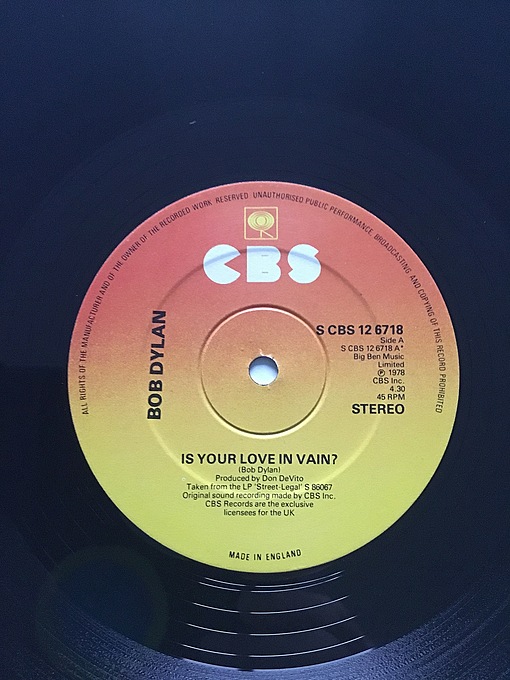 ALL RIGHTS OF THE MANUFACTURER AND OF THE OWNER OF THE RECORDED WORK RESERVED UNAUTHORISED PUBLIC PERFORMANCE, BROADCASTING AND COPYING OF THIS RECORD PROHIBITED
CBS
BOB DYLAN
S CBS 12 6718
Side A
S CBS 12 6718 A*
Big Ben Music
Limited
℗ 1978
CBS Inc.
4.30
45 RPM
STEREO
IS YOUR LOVE IN VAIN?
(Bob Dylan)
Produced by Don DeVito
Taken from the LP 'Street-Legal' S 86067
Original sound recording made by CBS Inc.
CBS Records are the exclusive
licensees for the UK
MADE IN ENGLAND